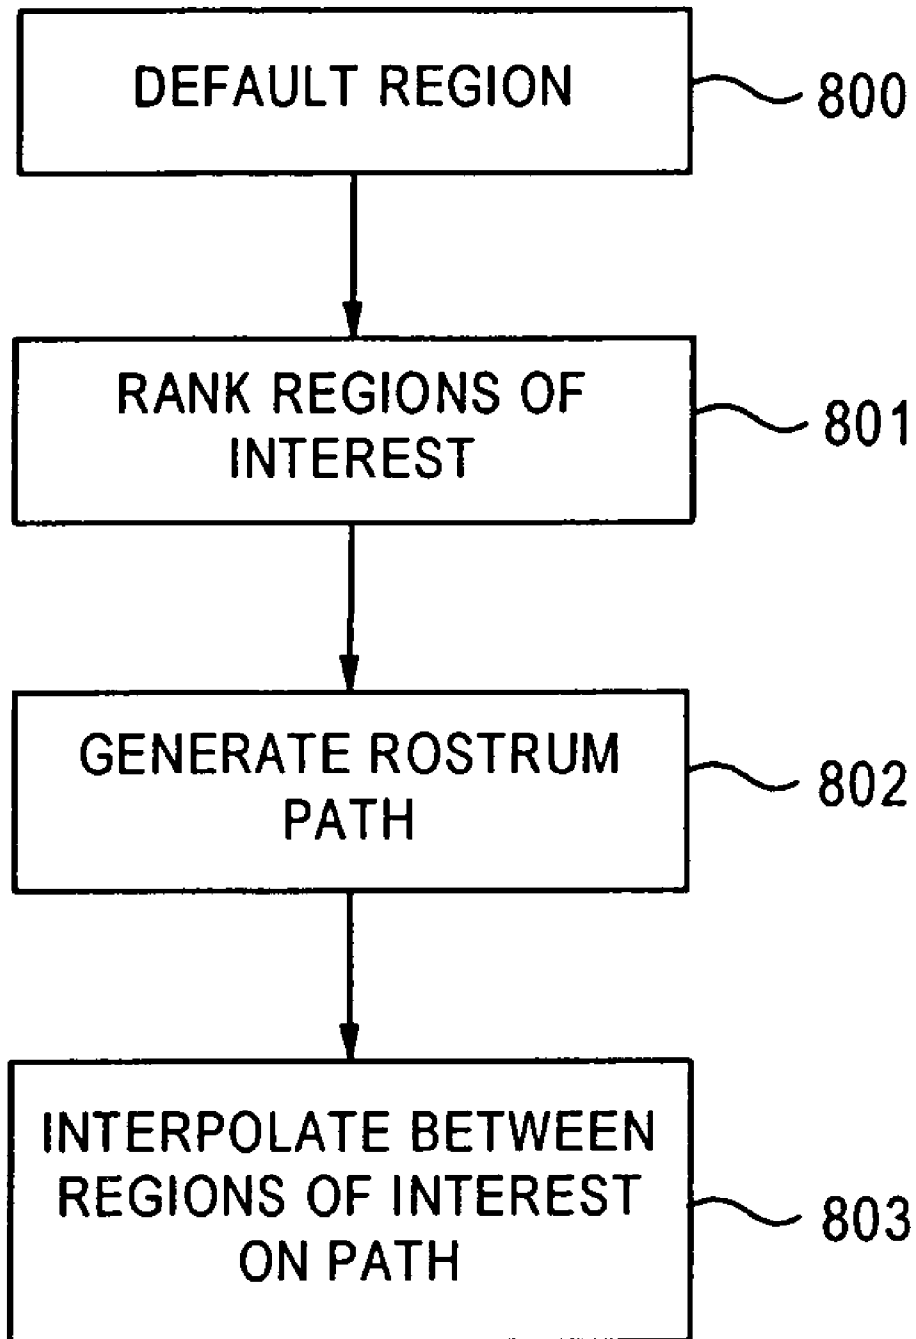 DEFAULT REGION
800
RANK REGIONS OF
INTEREST
801
GENERATE ROSTRUM
PATH
802
INTERPOLATE BETWEEN
REGIONS OF INTEREST
ON PATH
803